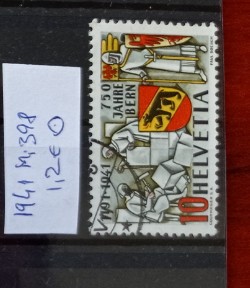 1941 Mi 398
1,2 €
750
JAHRE
BERN
HELVETIA
1191-1941
10